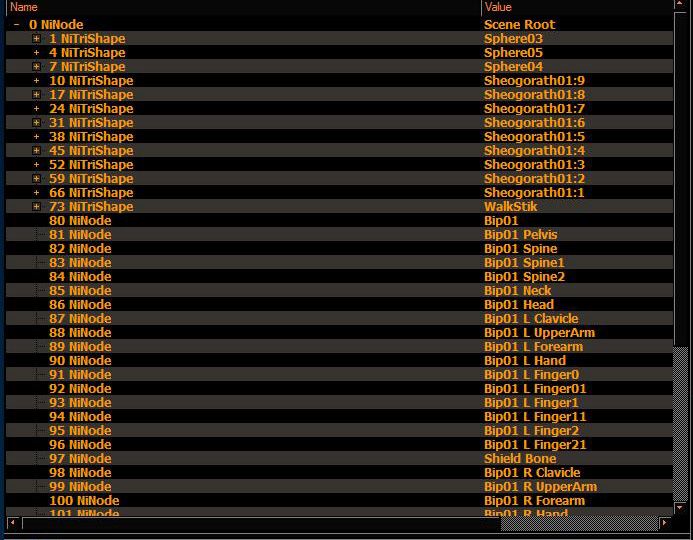 Name Value
- 0 NiNode Scene Root
+ 1 NiTriShape Sphere03
+ 4 NiTriShape Sphere05
+ 7 NiTriShape Sphere04
+ 10 NiTriShape Sheogorath01:9
+ 17 NiTriShape Sheogorath01:8
+ 24 NiTriShape Sheogorath01:7
+ 31 NiTriShape Sheogorath01:6
+ 38 NiTriShape Sheogorath01:5
+ 45 NiTriShape Sheogorath01:4
+ 52 NiTriShape Sheogorath01:3
+ 59 NiTriShape Sheogorath01:2
+ 66 NiTriShape Sheogorath01:1
+ 73 NiTriShape WalkStik
80 NiNode Bip01
81 NiNode Bip01 Pelvis
82 NiNode Bip01 Spine
83 NiNode Bip01 Spine1
84 NiNode Bip01 Spine2
85 NiNode Bip01 Neck
86 NiNode Bip01 Head
87 NiNode Bip01 L Clavicle
88 NiNode Bip01 L UpperArm
89 NiNode Bip01 L Forearm
90 NiNode Bip01 L Hand
91 NiNode Bip01 L Finger0
92 NiNode Bip01 L Finger01
93 NiNode Bip01 L Finger1
94 NiNode Bip01 L Finger11
95 NiNode Bip01 L Finger2
96 NiNode Bip01 L Finger21
97 NiNode Shield Bone
98 NiNode Bip01 R Clavicle
99 NiNode Bip01 R UpperArm
100 NiNode Bip01 R Forearm
101 NiNode Bip01 R Hand